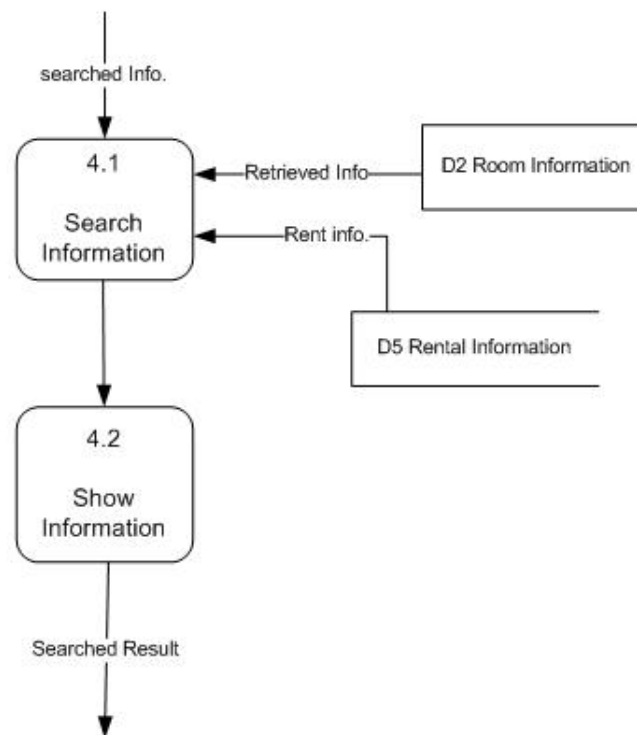 searched Info.
4.1
Search
Information
Retrieved Info
D2 Room Information
Rent info.
D5 Rental Information
4.2
Show
Information
Searched Result